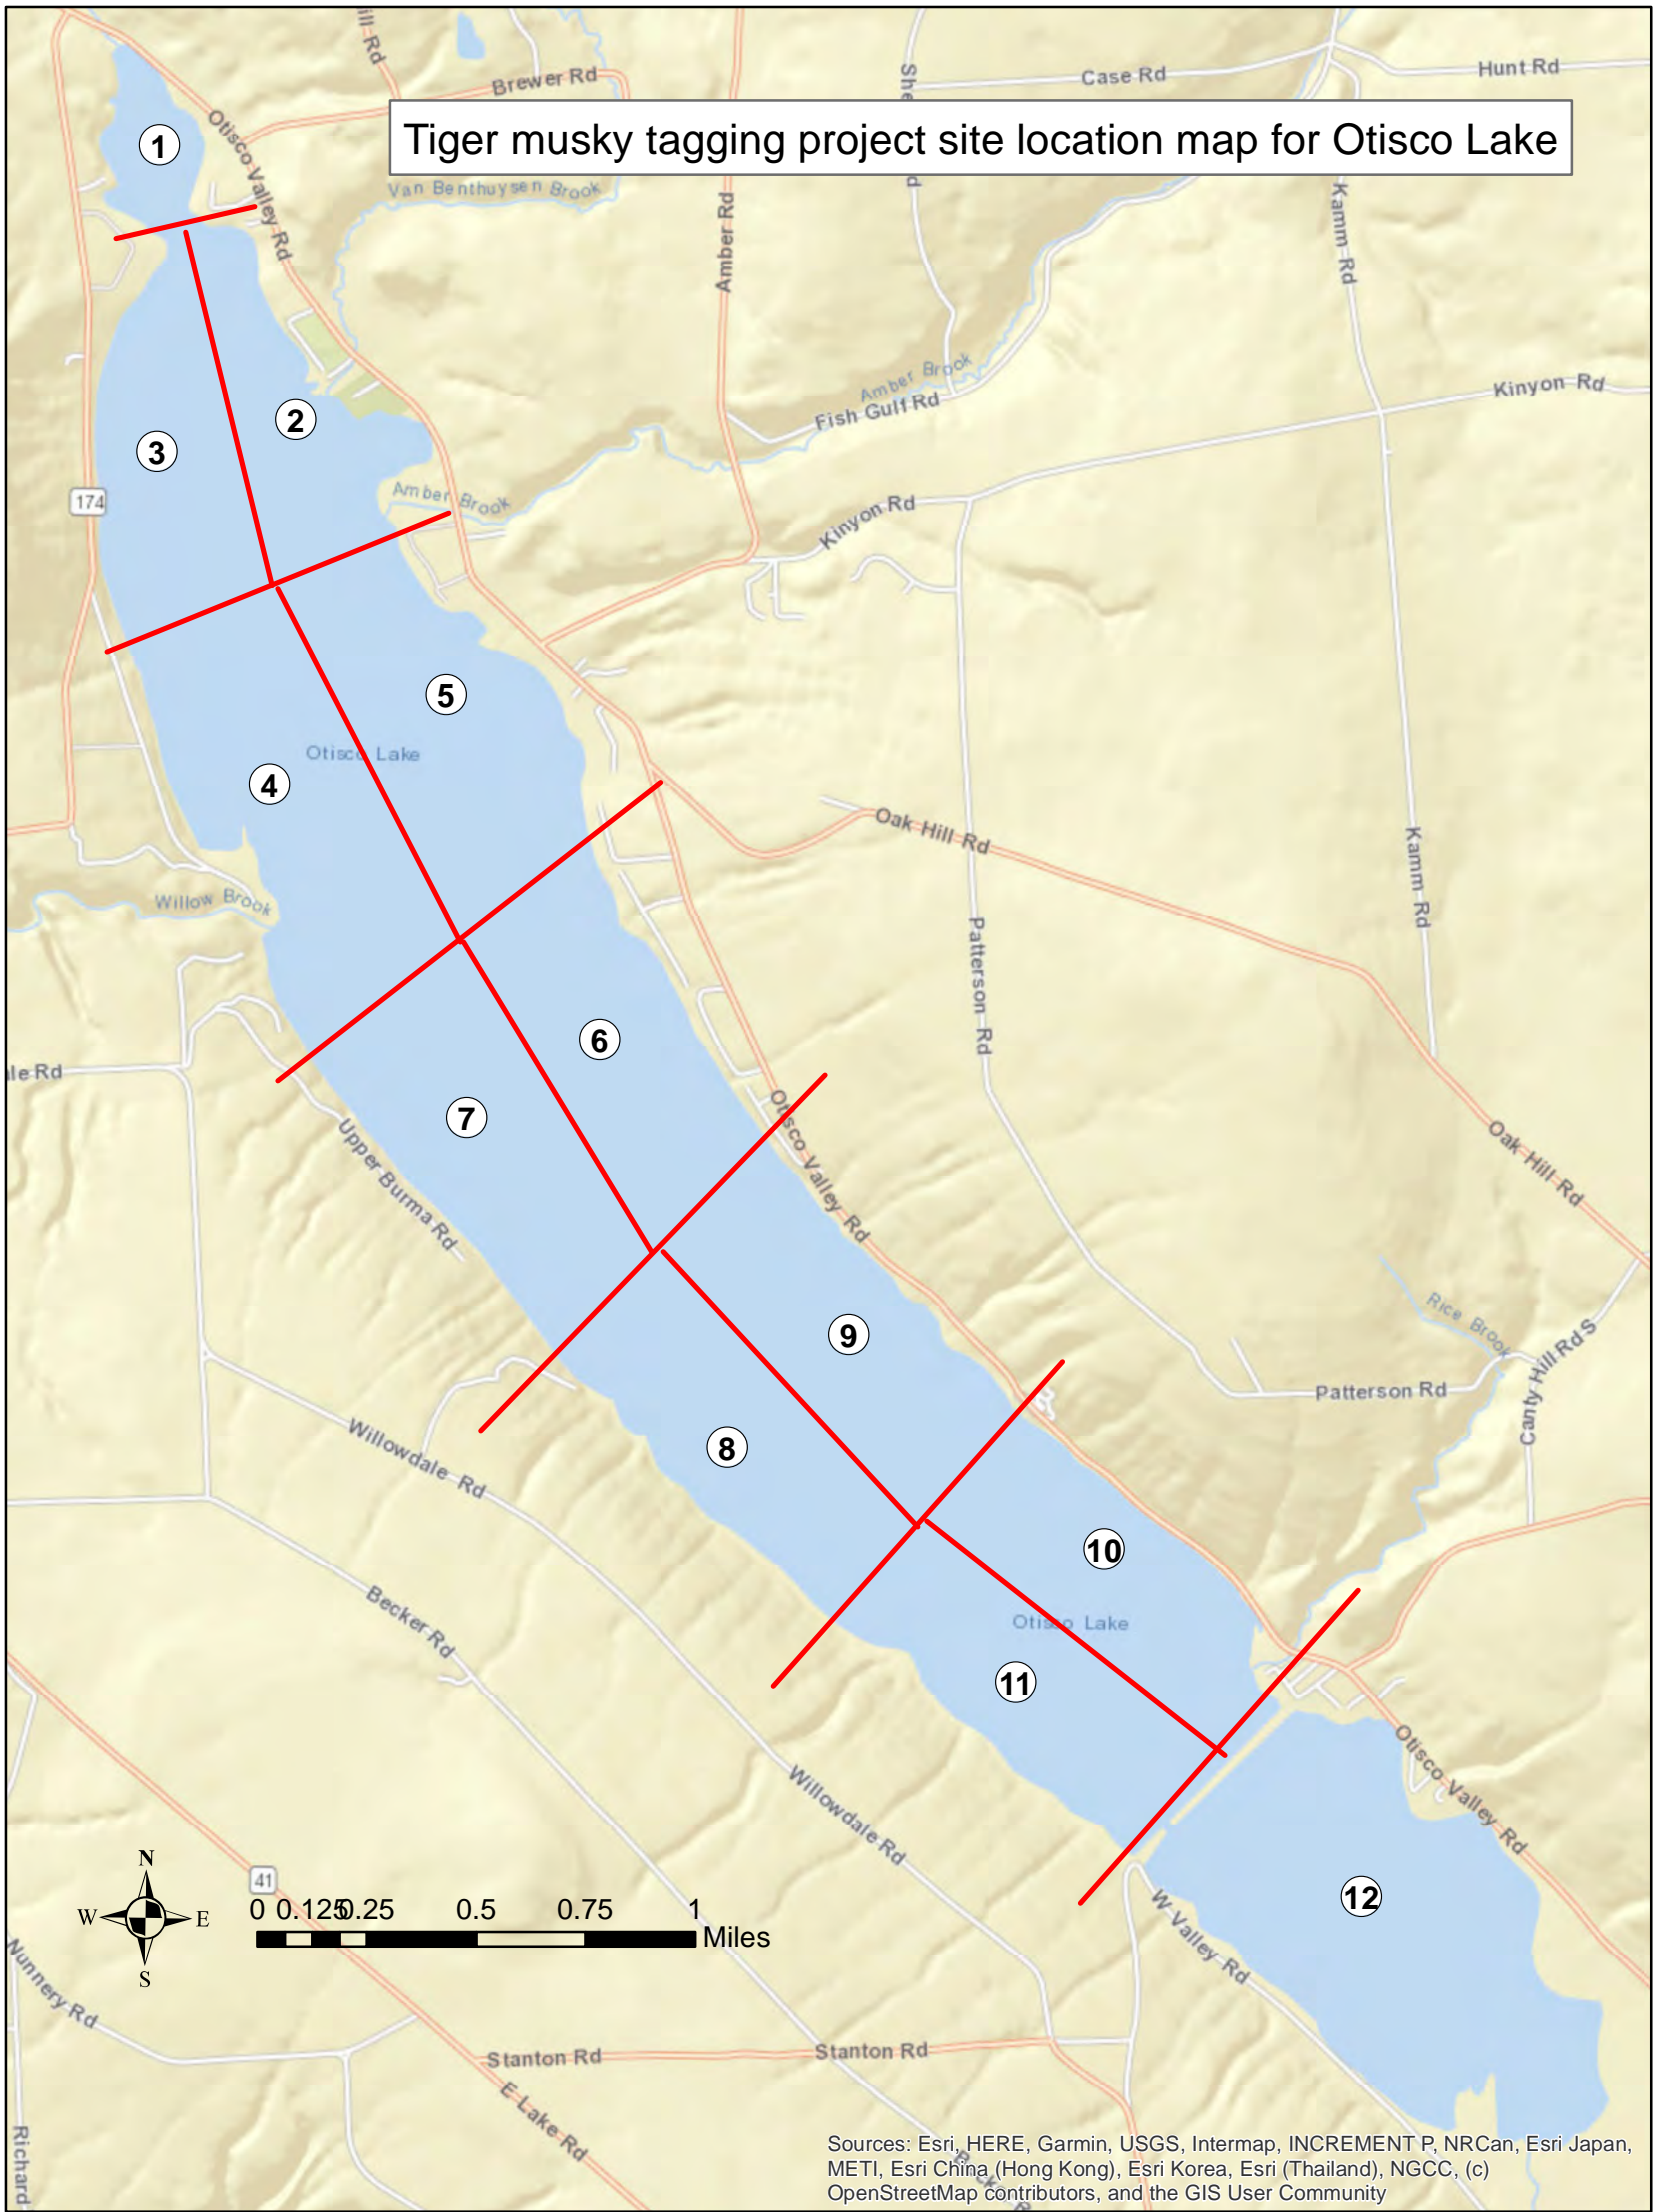 ill Rd
Brewer Rd
Case Rd
Hunt Rd
Tiger musky tagging project site location map for Otisco Lake
1
Otisco Valley Rd
Van Benthuysen Brook
Amber Rd
Kamm Rd
Amber Brook
Fish Gulf Rd
Kinyon Rd
2
3
174
Amber Brook
Kinyon Rd
5
Otisco Lake
4
Oak Hill Rd
Kamm Rd
Willow Brook
Patterson Rd
6
le Rd
7
Upper Burma Rd
Otisco Valley Rd
Oak Hill Rd
Rice Brook
Canty Hill Rd S
9
Patterson Rd
8
Willowdale Rd
10
Becker Rd
Otisco Lake
11
Otisco Valley Rd
Willowdale Rd
12
W Valley Rd
41
N
W
E
S
0 0.125 0.25 0.5 0.75 1
Miles
Nunnery Rd
Stanton Rd
Stanton Rd
E Lake Rd
Richard
Sources: Esri, HERE, Garmin, USGS, Intermap, INCREMENT P, NRCan, Esri Japan,
METI, Esri China (Hong Kong), Esri Korea, Esri (Thailand), NGCC, (c)
OpenStreetMap contributors, and the GIS User Community